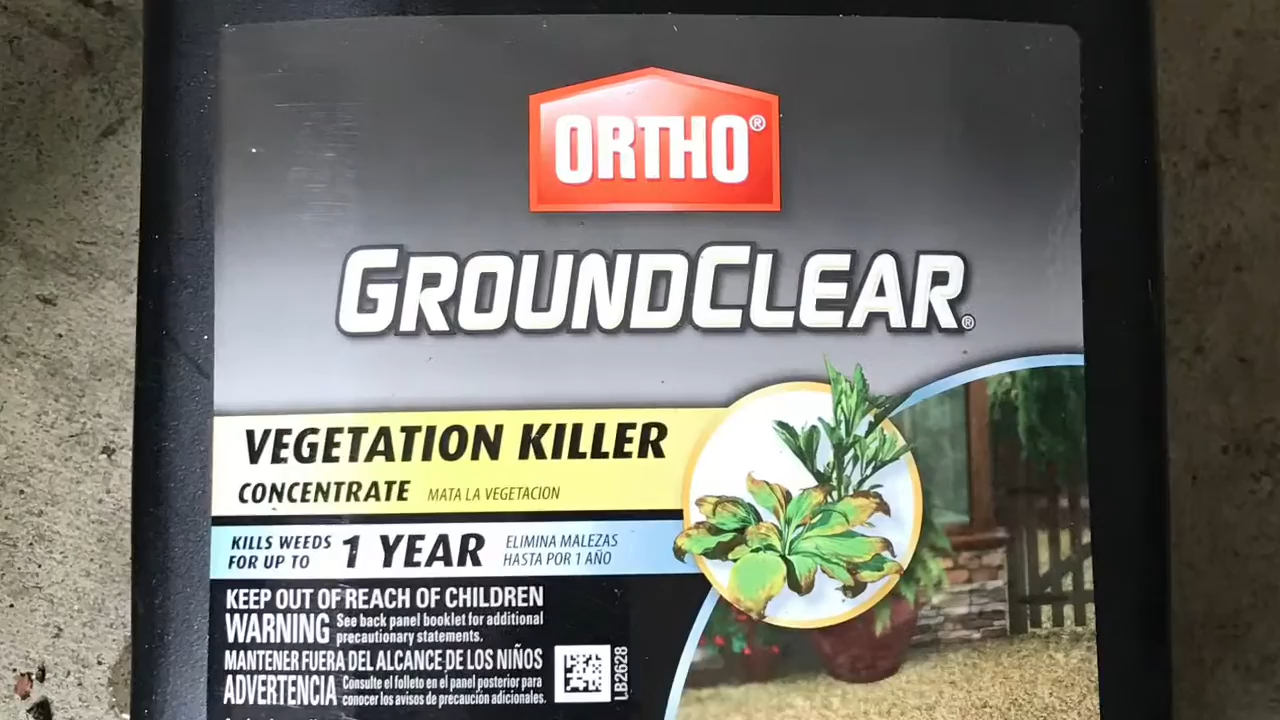 ORTHO®
GROUNDCLEAR®
VEGETATION KILLER
CONCENTRATE MATA LA VEGETACION
KILLS WEEDS
FOR UP TO 1 YEAR
ELIMINA MALEZAS
HASTA POR 1 AÑO
KEEP OUT OF REACH OF CHILDREN
WARNING See back panel booklet for additional
precautionary statements.
MANTENER FUERA DEL ALCANCE DE LOS NIÑOS
ADVERTENCIA Consulte el folleto en el panel posterior para
conocer los avisos de precaución adicionales.
LB2628